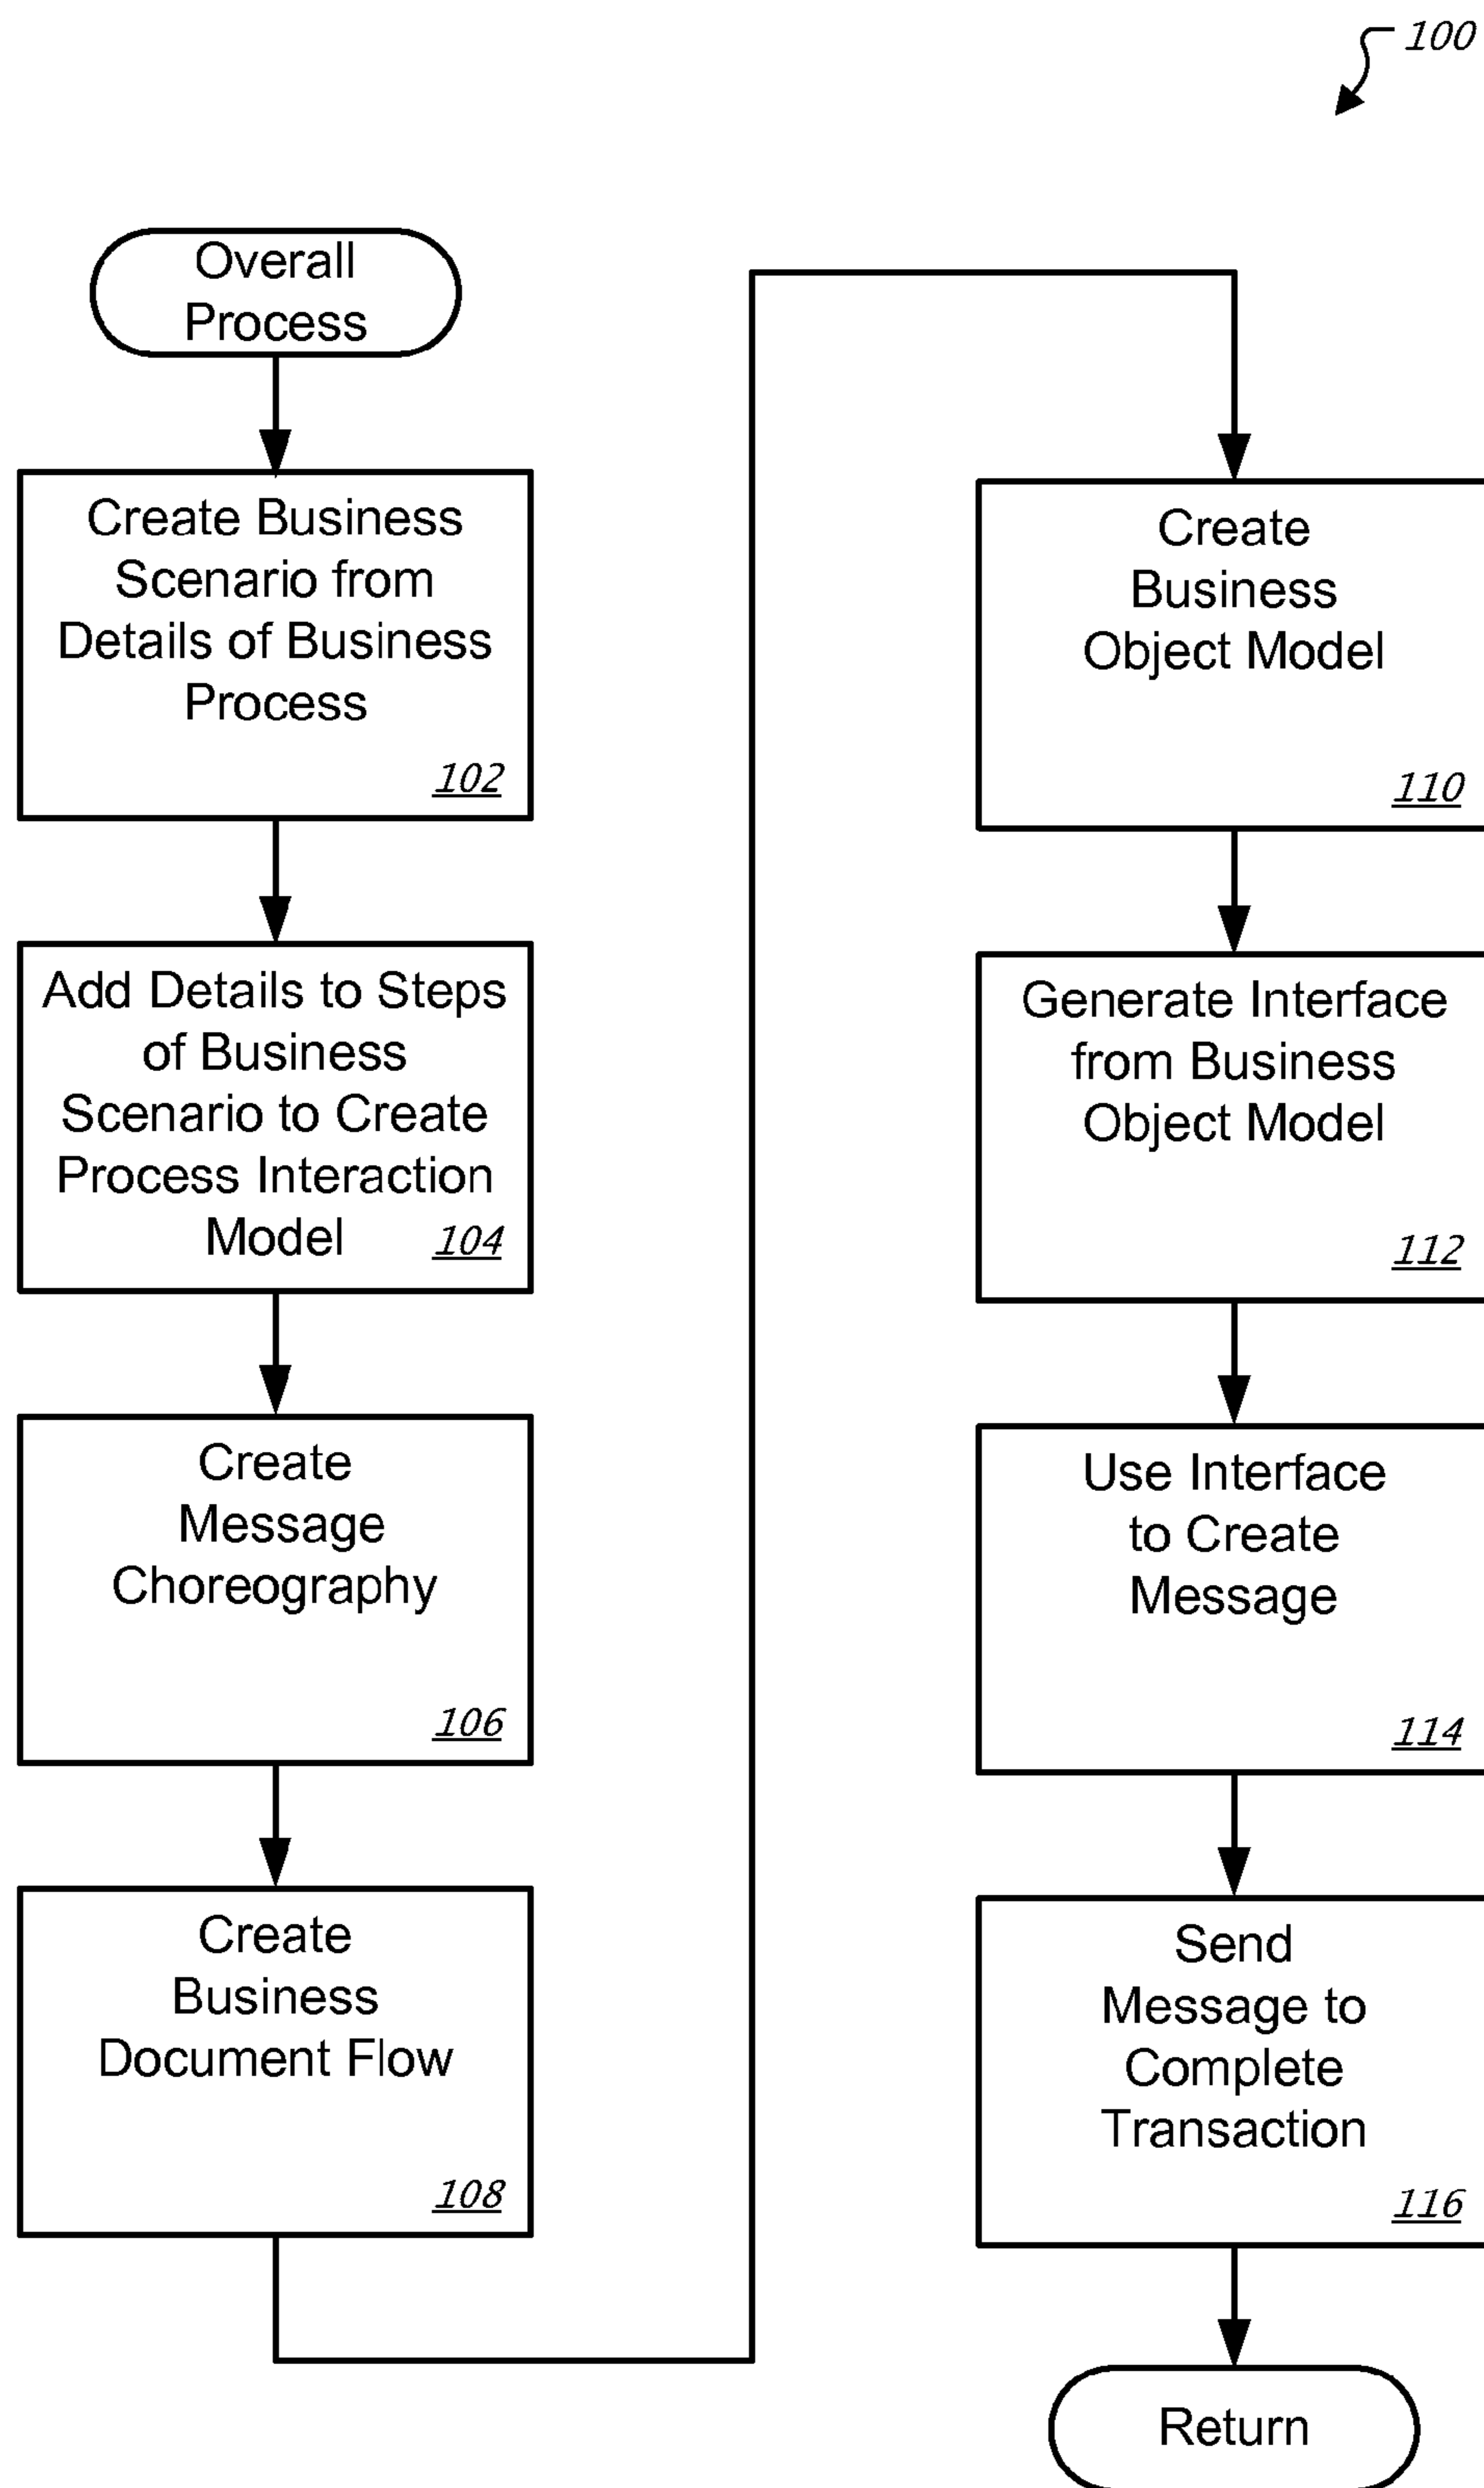 100
Overall
Process
Create Business
Scenario from
Details of Business
Process
102
Add Details to Steps
of Business
Scenario to Create
Process Interaction
Model
104
Create
Message
Choreography
106
Create
Business
Document Flow
108
Create
Business
Object Model
110
Generate Interface
from Business
Object Model
112
Use Interface
to Create
Message
114
Send
Message to
Complete
Transaction
116
Return